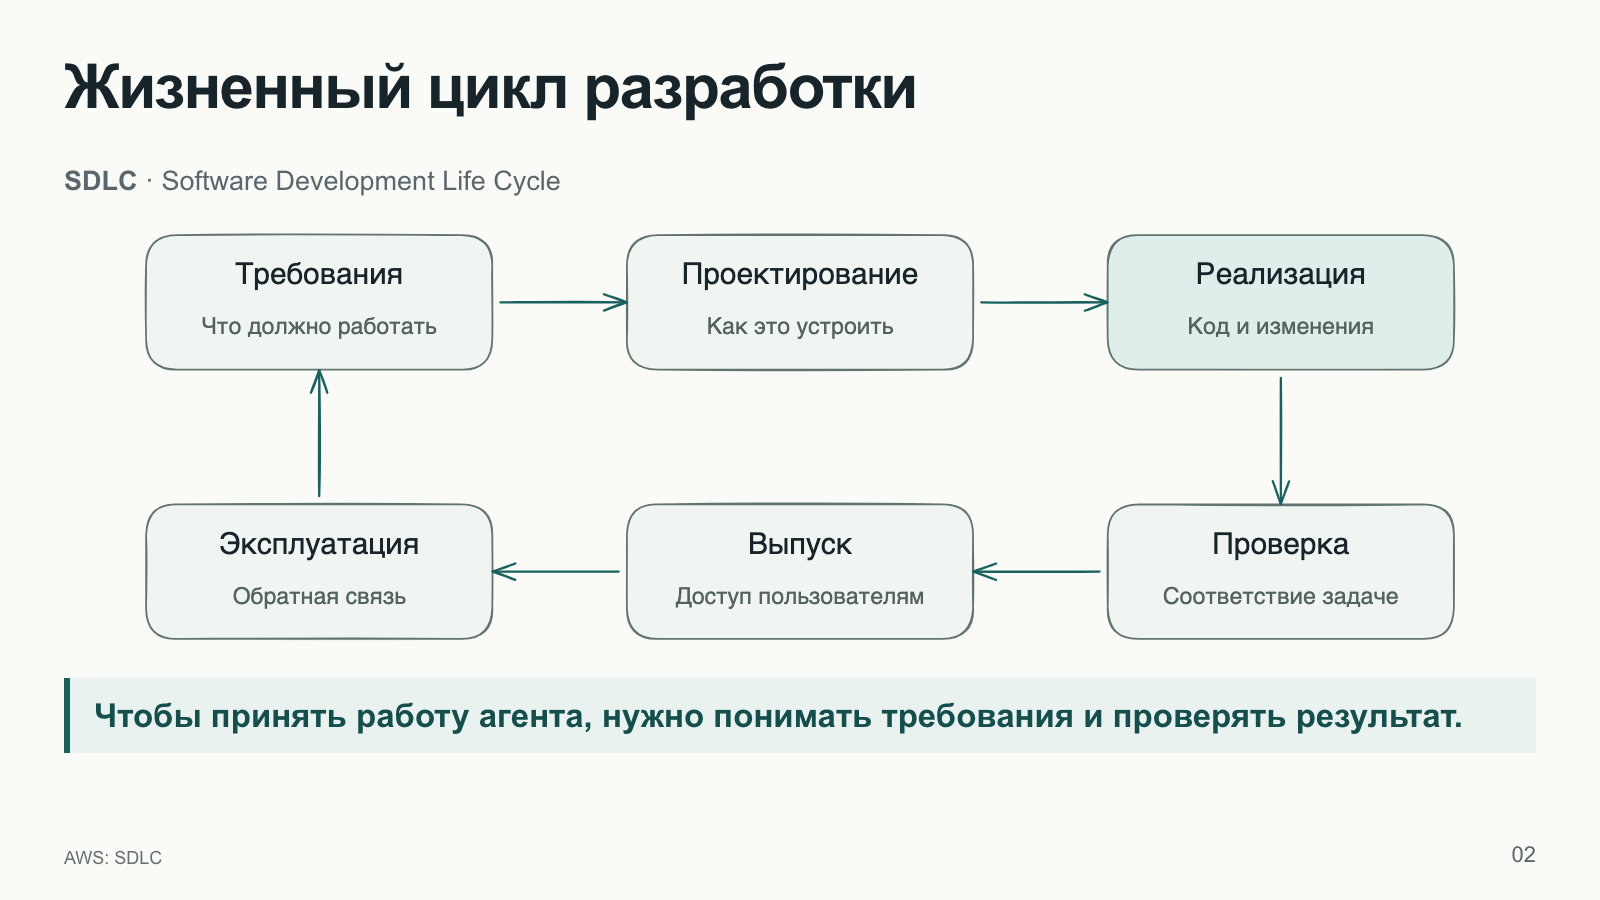 Жизненный цикл разработки
SDLC · Software Development Life Cycle
Требования
Что должно работать
Проектирование
Как это устроить
Реализация
Код и изменения
Эксплуатация
Обратная связь
Выпуск
Доступ пользователям
Проверка
Соответствие задаче
Чтобы принять работу агента, нужно понимать требования и проверять результат.
AWS: SDLC
02